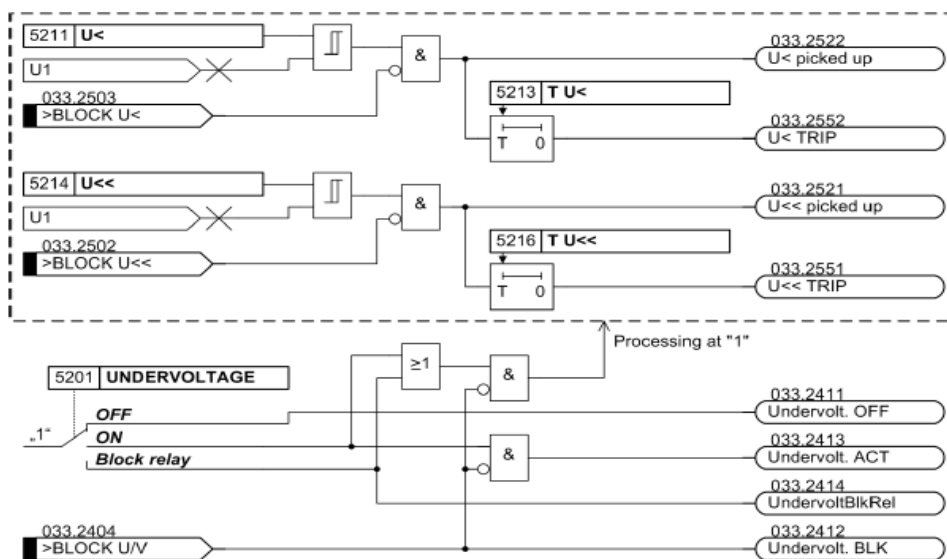 5211 U<
U1
033.2503
>BLOCK U<
&
033.2522
U< picked up
5213 T U<
T 0
033.2552
U< TRIP
5214 U<<
U1
033.2502
>BLOCK U<<
&
033.2521
U<< picked up
5216 T U<<
T 0
033.2551
U<< TRIP
Processing at "1"
5201 UNDERVOLTAGE
≥1
&
OFF
„1"
ON
Block relay
&
033.2411
Undervolt. OFF
033.2413
Undervolt. ACT
033.2414
UndervoltBlkRel
033.2404
>BLOCK U/V
033.2412
Undervolt. BLK